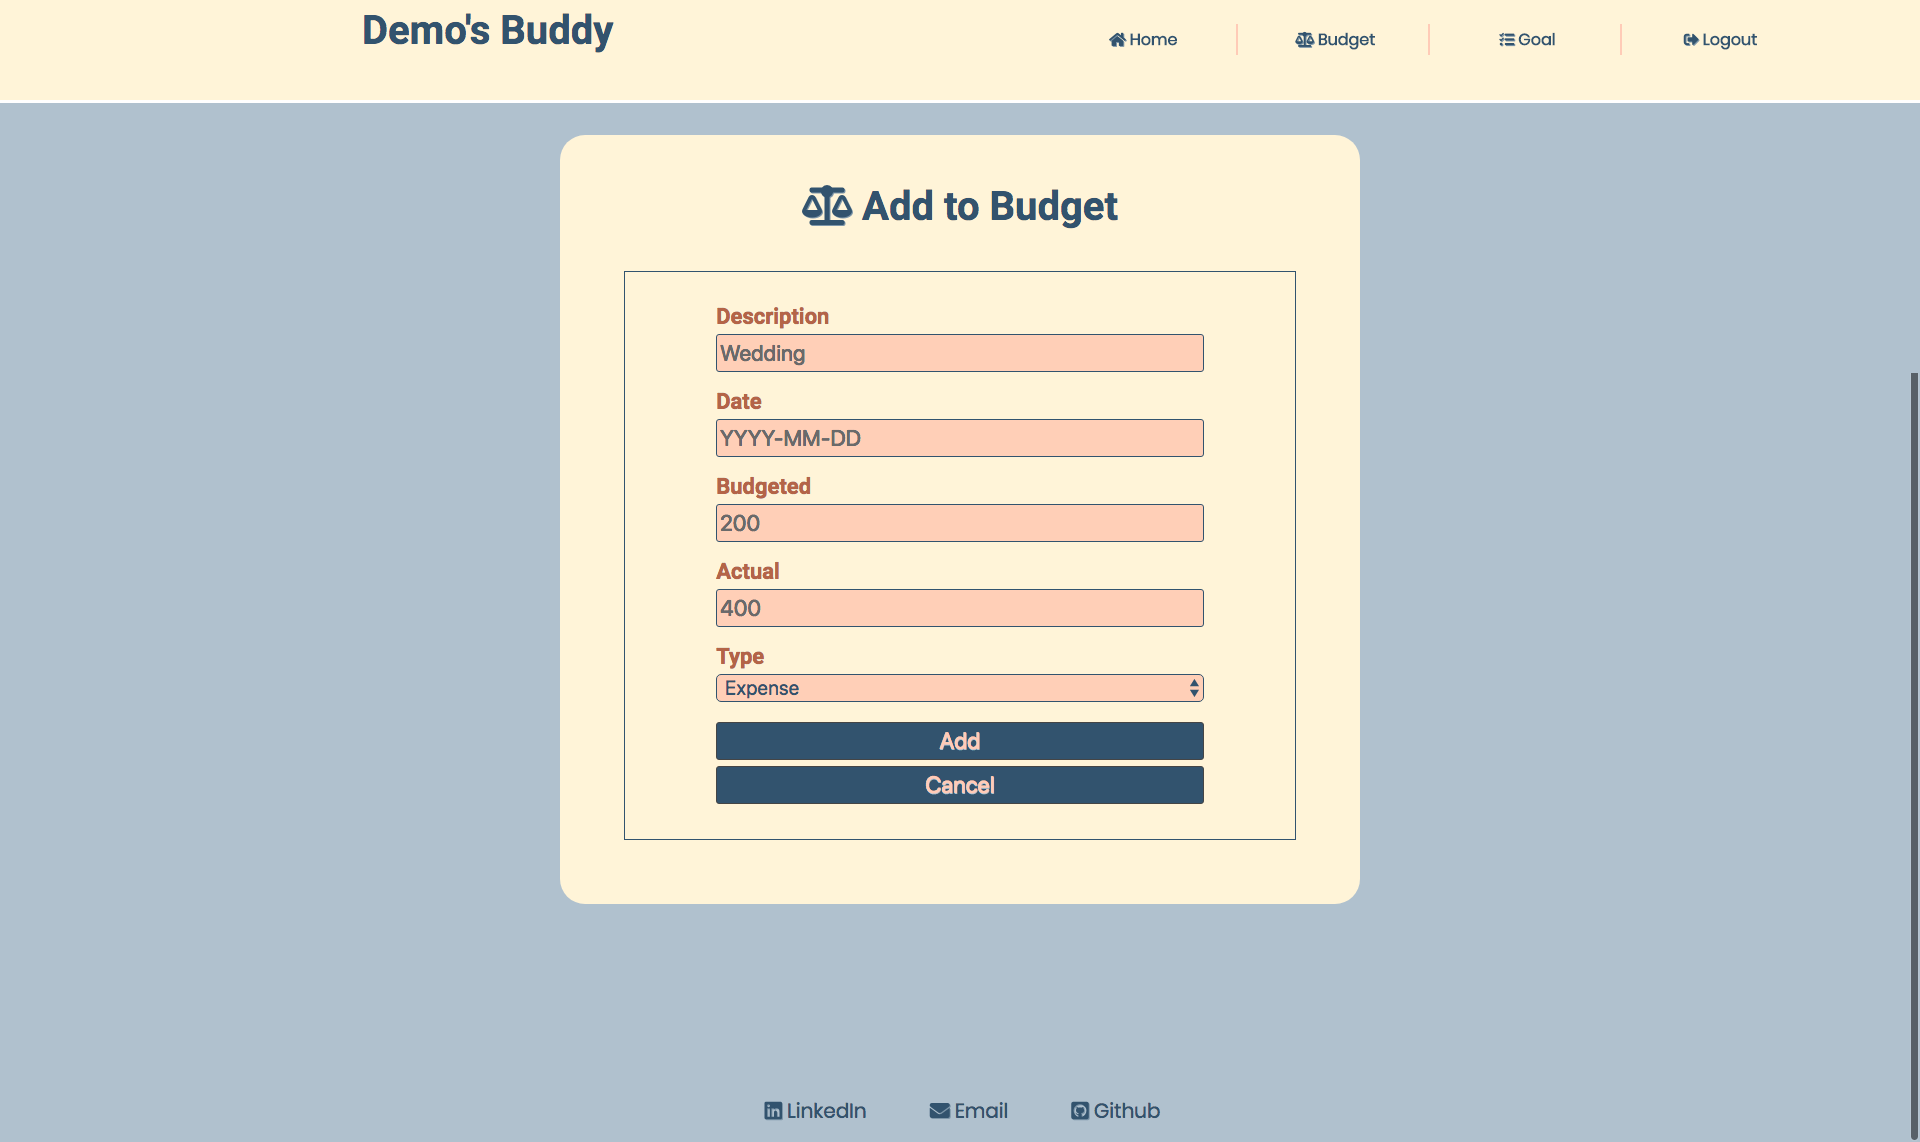 Demo's Buddy
Home Budget Goal Logout
Add to Budget
Description
Wedding
Date
YYYY-MM-DD
Budgeted
200
Actual
400
Type
Expense
Add
Cancel
LinkedIn Email Github